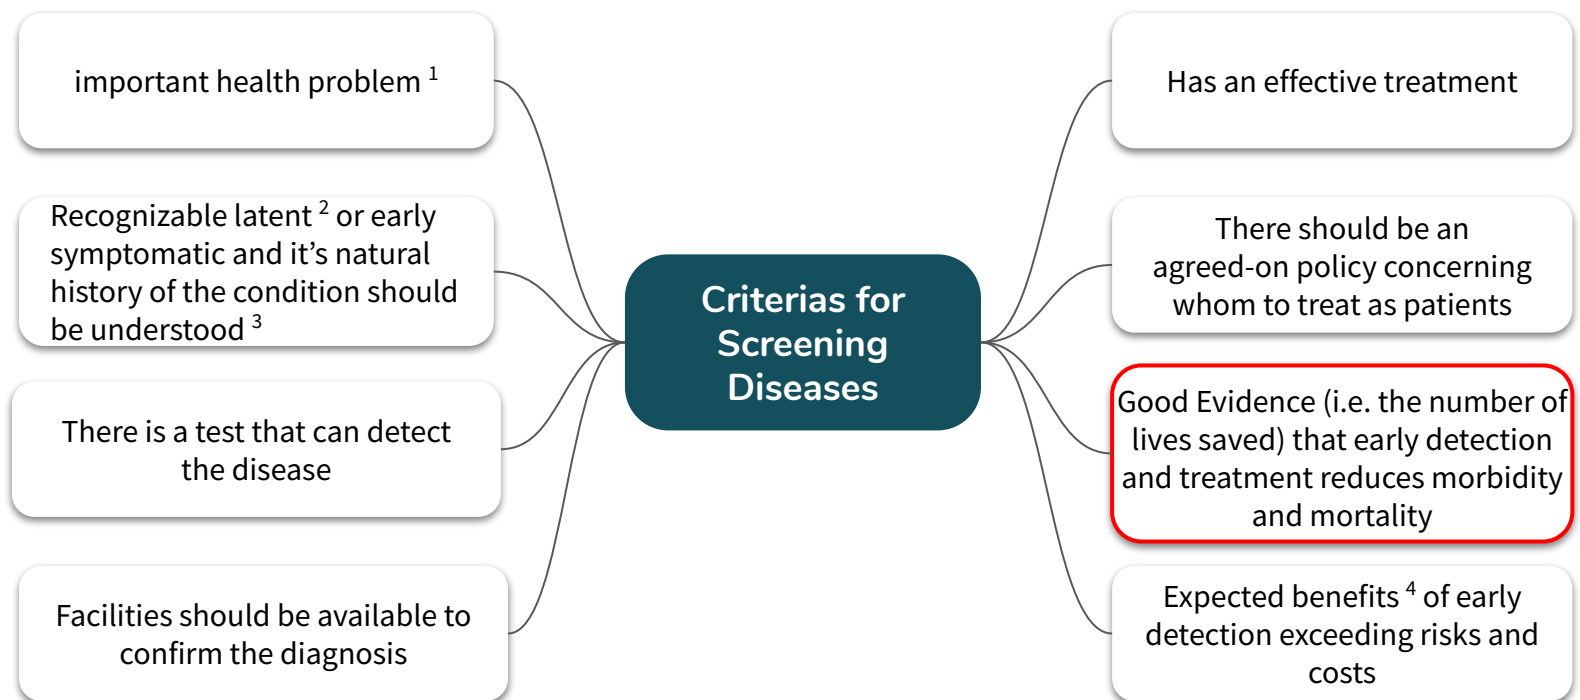 important health problem 1
Recognizable latent 2 or early
symptomatic and it’s natural
history of the condition should
be understood 3
There is a test that can detect
the disease
Facilities should be available to
confirm the diagnosis
Criterias for
Screening
Diseases
Has an effective treatment
There should be an
agreed-on policy concerning
whom to treat as patients
Good Evidence (i.e. the number of
lives saved) that early detection
and treatment reduces morbidity
and mortality
Expected benefits 4 of early
detection exceeding risks and
costs